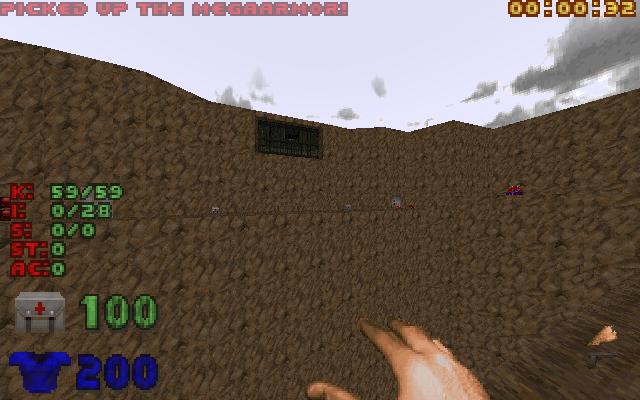 PICKED UP THE MEGAARMOR!
00:00:32
K: 59/59
I: 0/28
S: 0/0
ST: 0
AC: 0
100
200